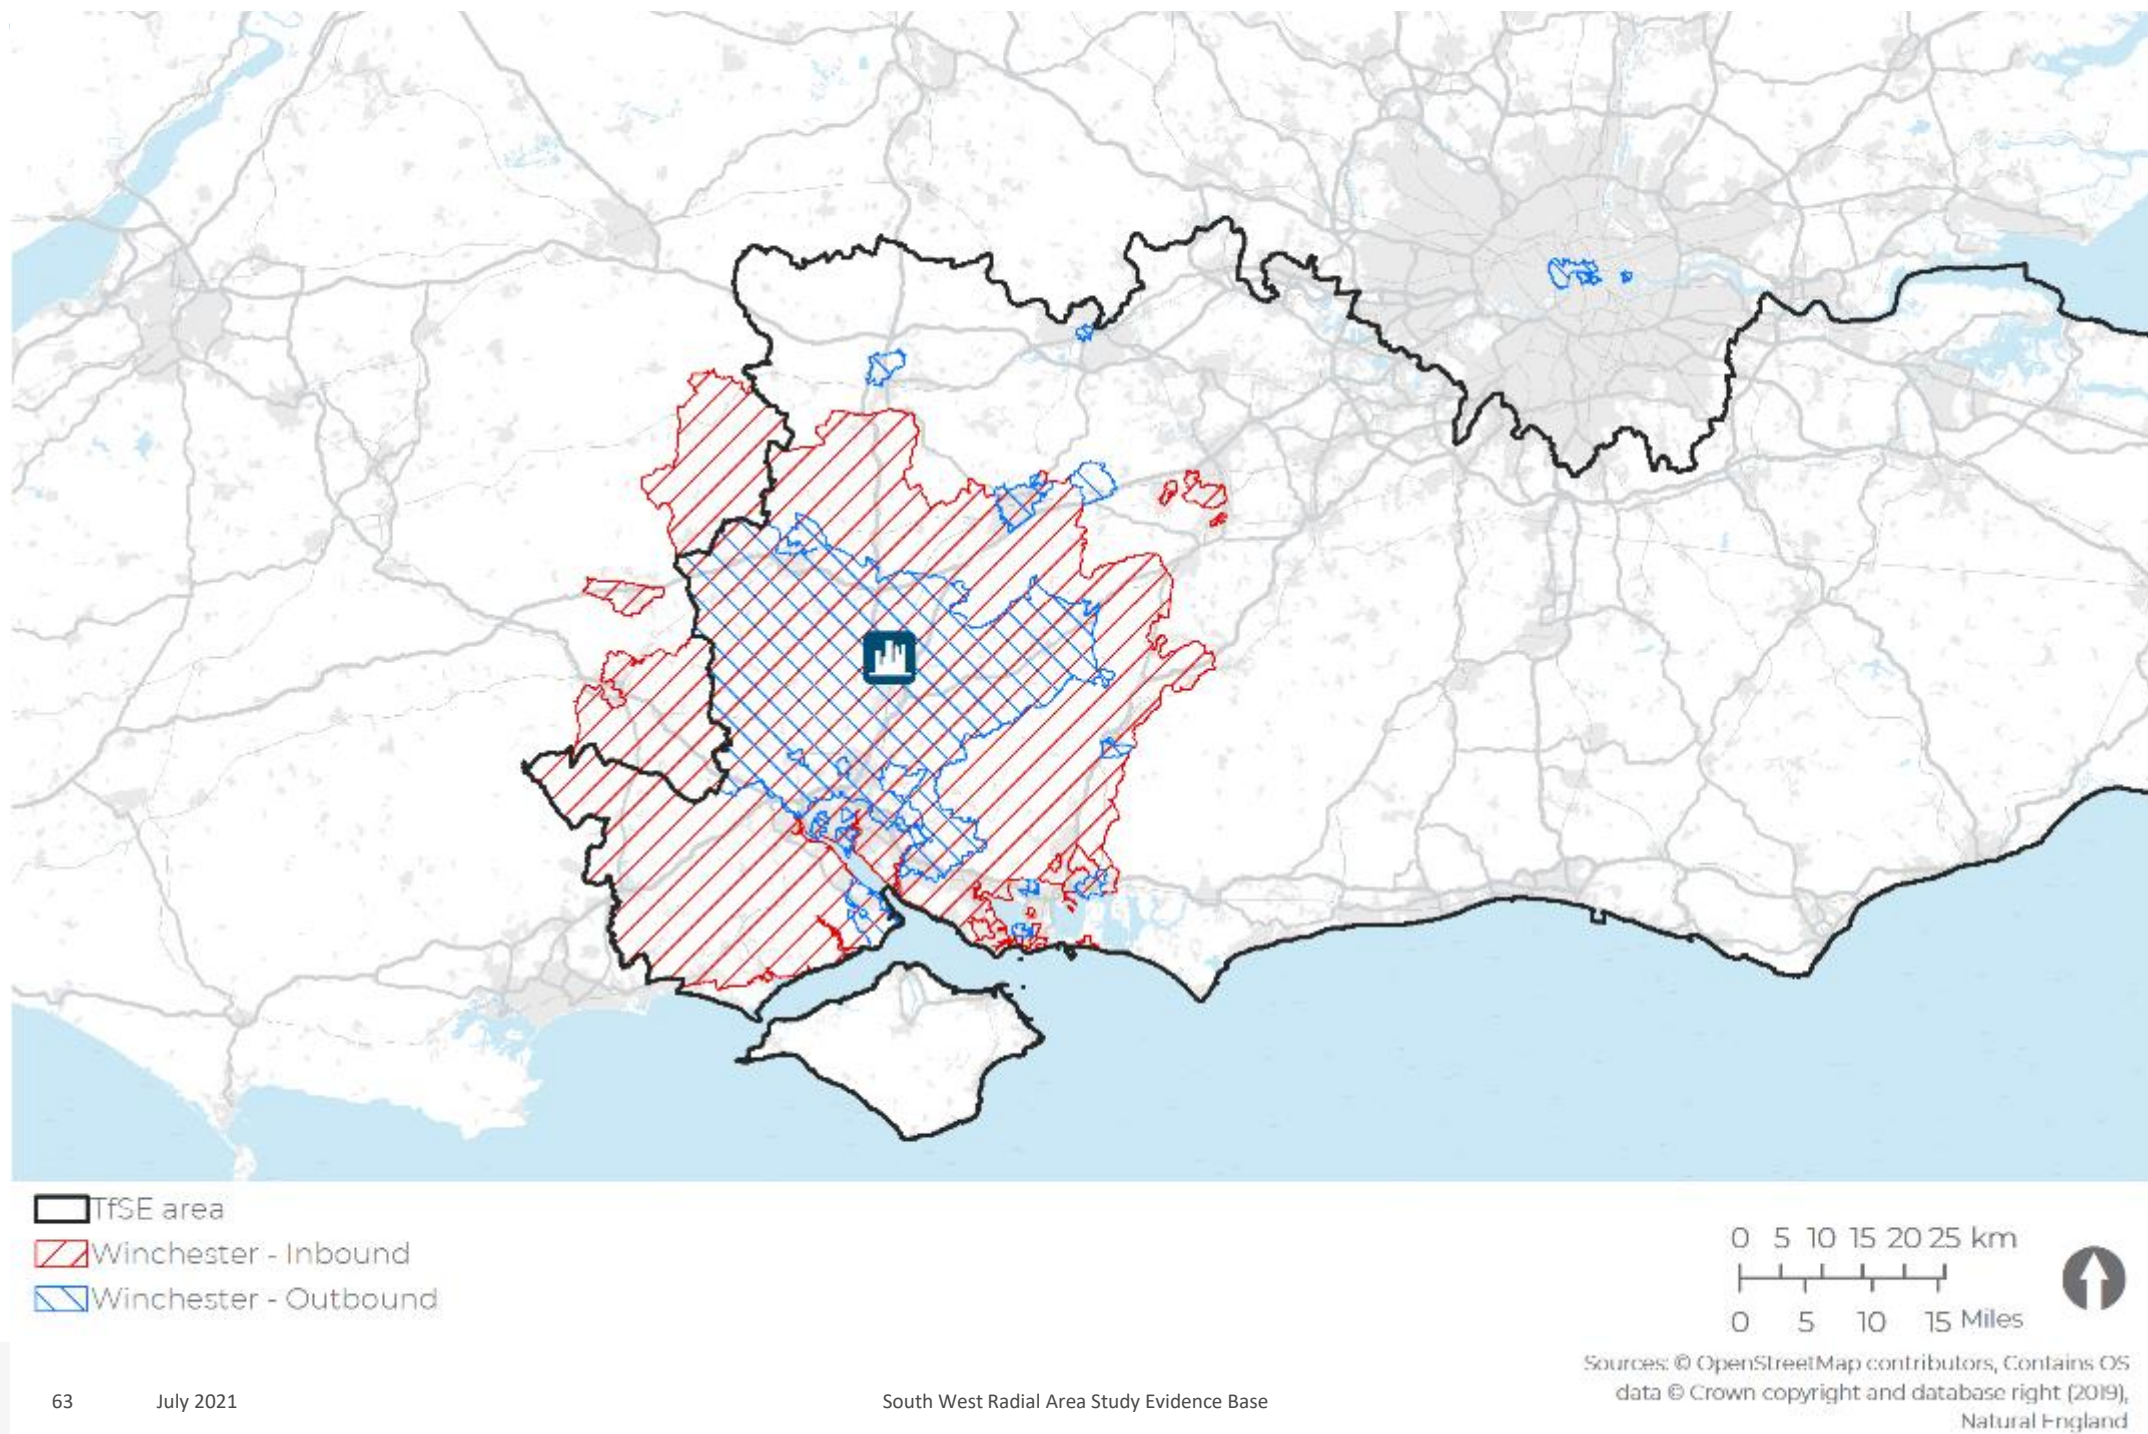 TfSE area
Winchester - Inbound
Winchester - Outbound
0 5 10 15 20 25 km
0 5 10 15 Miles
Sources: © OpenStreetMap contributors, Contains OS
data © Crown copyright and database right (2019),
Natural England
63 July 2021 South West Radial Area Study Evidence Base